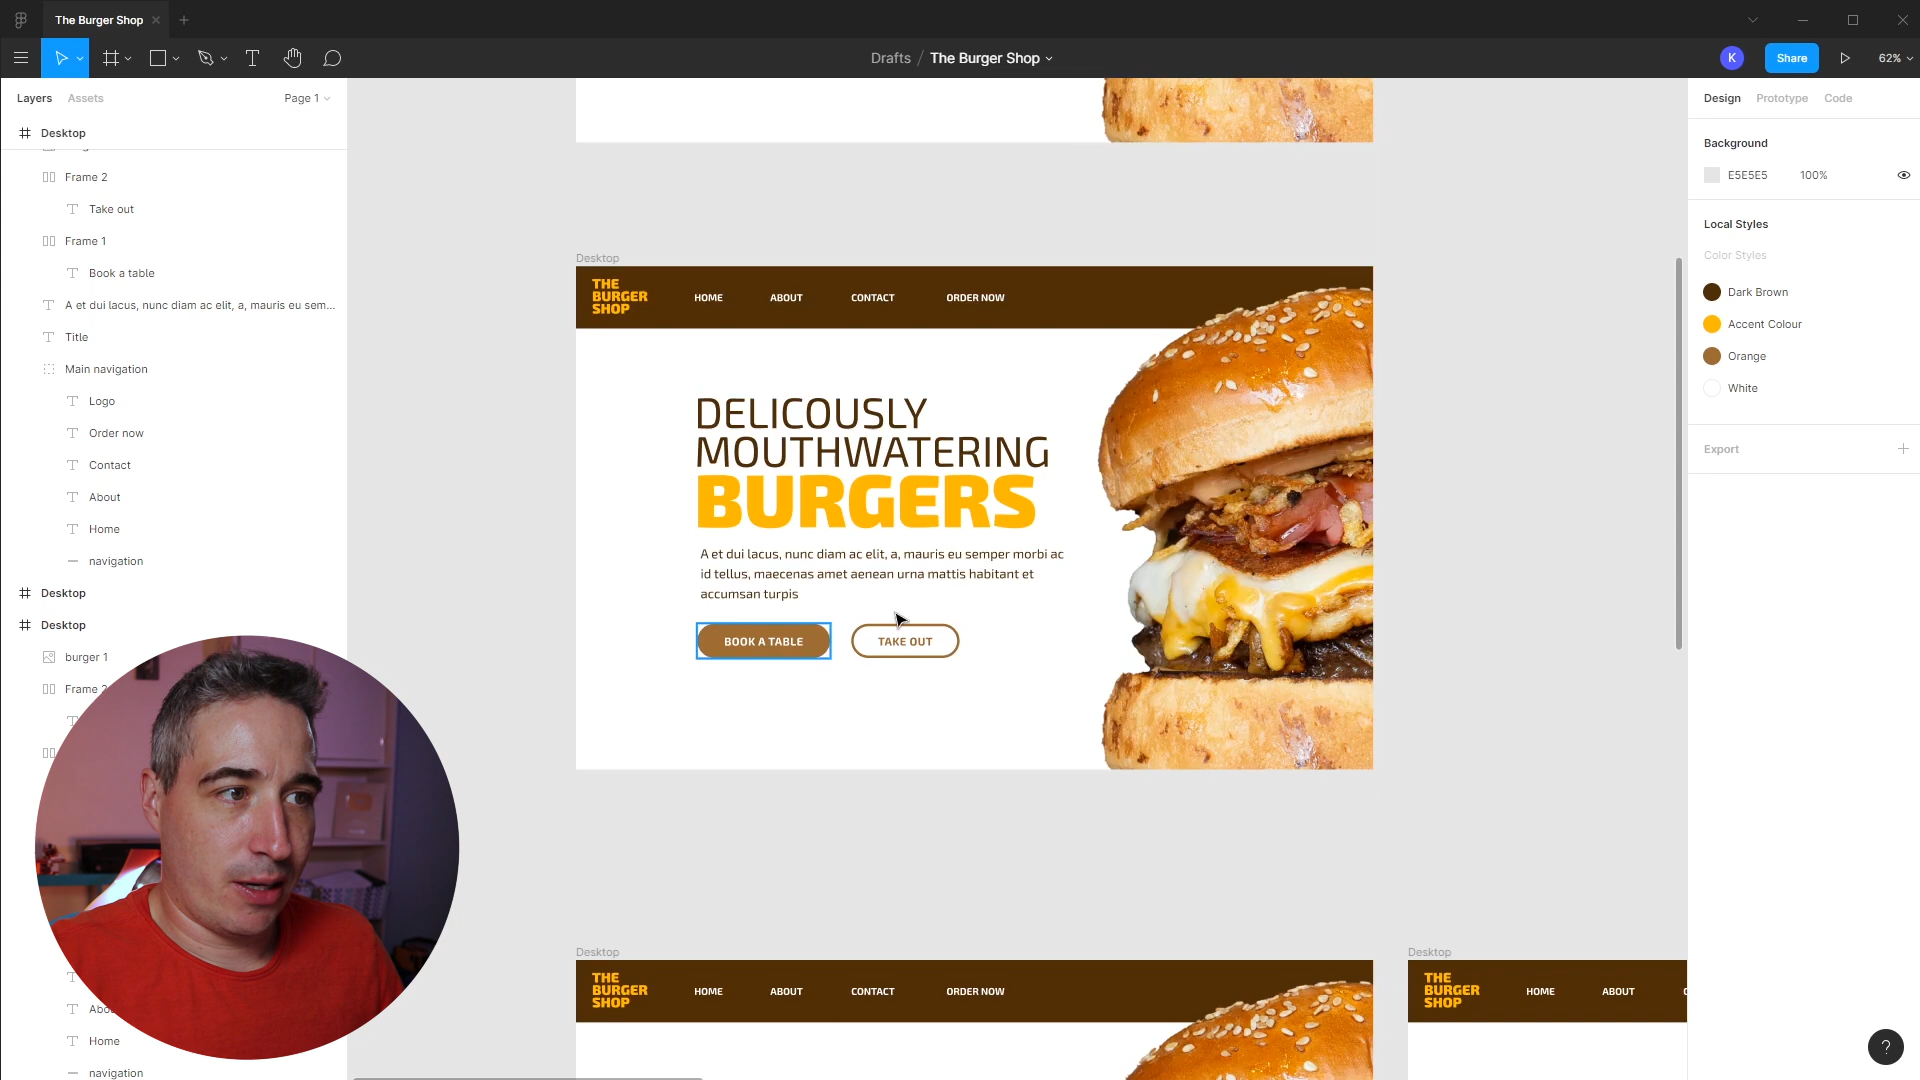 The Burger Shop
Drafts / The Burger Shop
K
Share
62%
Layers
Assets
Page 1
Desktop
Frame 2
Take out
Frame 1
Book a table
A et dui lacus, nunc diam ac elit, a, mauris eu sem...
Title
Main navigation
Logo
Order now
Contact
About
Home
navigation
Desktop
Desktop
burger 1
Frame 2
Home
navigation
Desktop
THE
BURGER
SHOP
HOME
ABOUT
CONTACT
ORDER NOW
DELICOUSLY
MOUTHWATERING
BURGERS
A et dui lacus, nunc diam ac elit, a, mauris eu semper morbi ac
id tellus, maecenas amet aenean urna mattis habitant et
accumsan turpis
BOOK A TABLE
TAKE OUT
Desktop
THE
BURGER
SHOP
HOME
ABOUT
CONTACT
ORDER NOW
Desktop
THE
BURGER
SHOP
HOME
ABOUT
Design
Prototype
Code
Background
E5E5E5
100%
Local Styles
Color Styles
Dark Brown
Accent Colour
Orange
White
Export
?